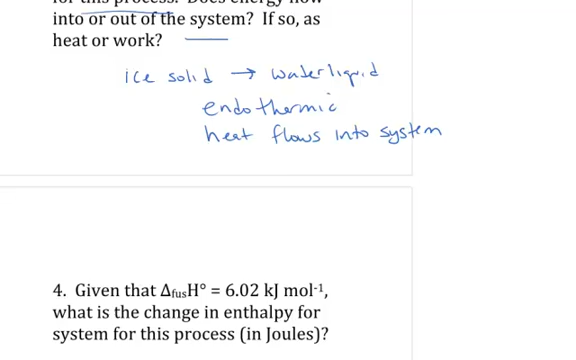 for this process. Does energy flow
into or out of the system? If so, as
heat or work?
ice solid → water liquid
endothermic
heat flows into system
4. Given that ΔfusH° = 6.02 kJ mol⁻¹,
what is the change in enthalpy for
system for this process (in Joules)?